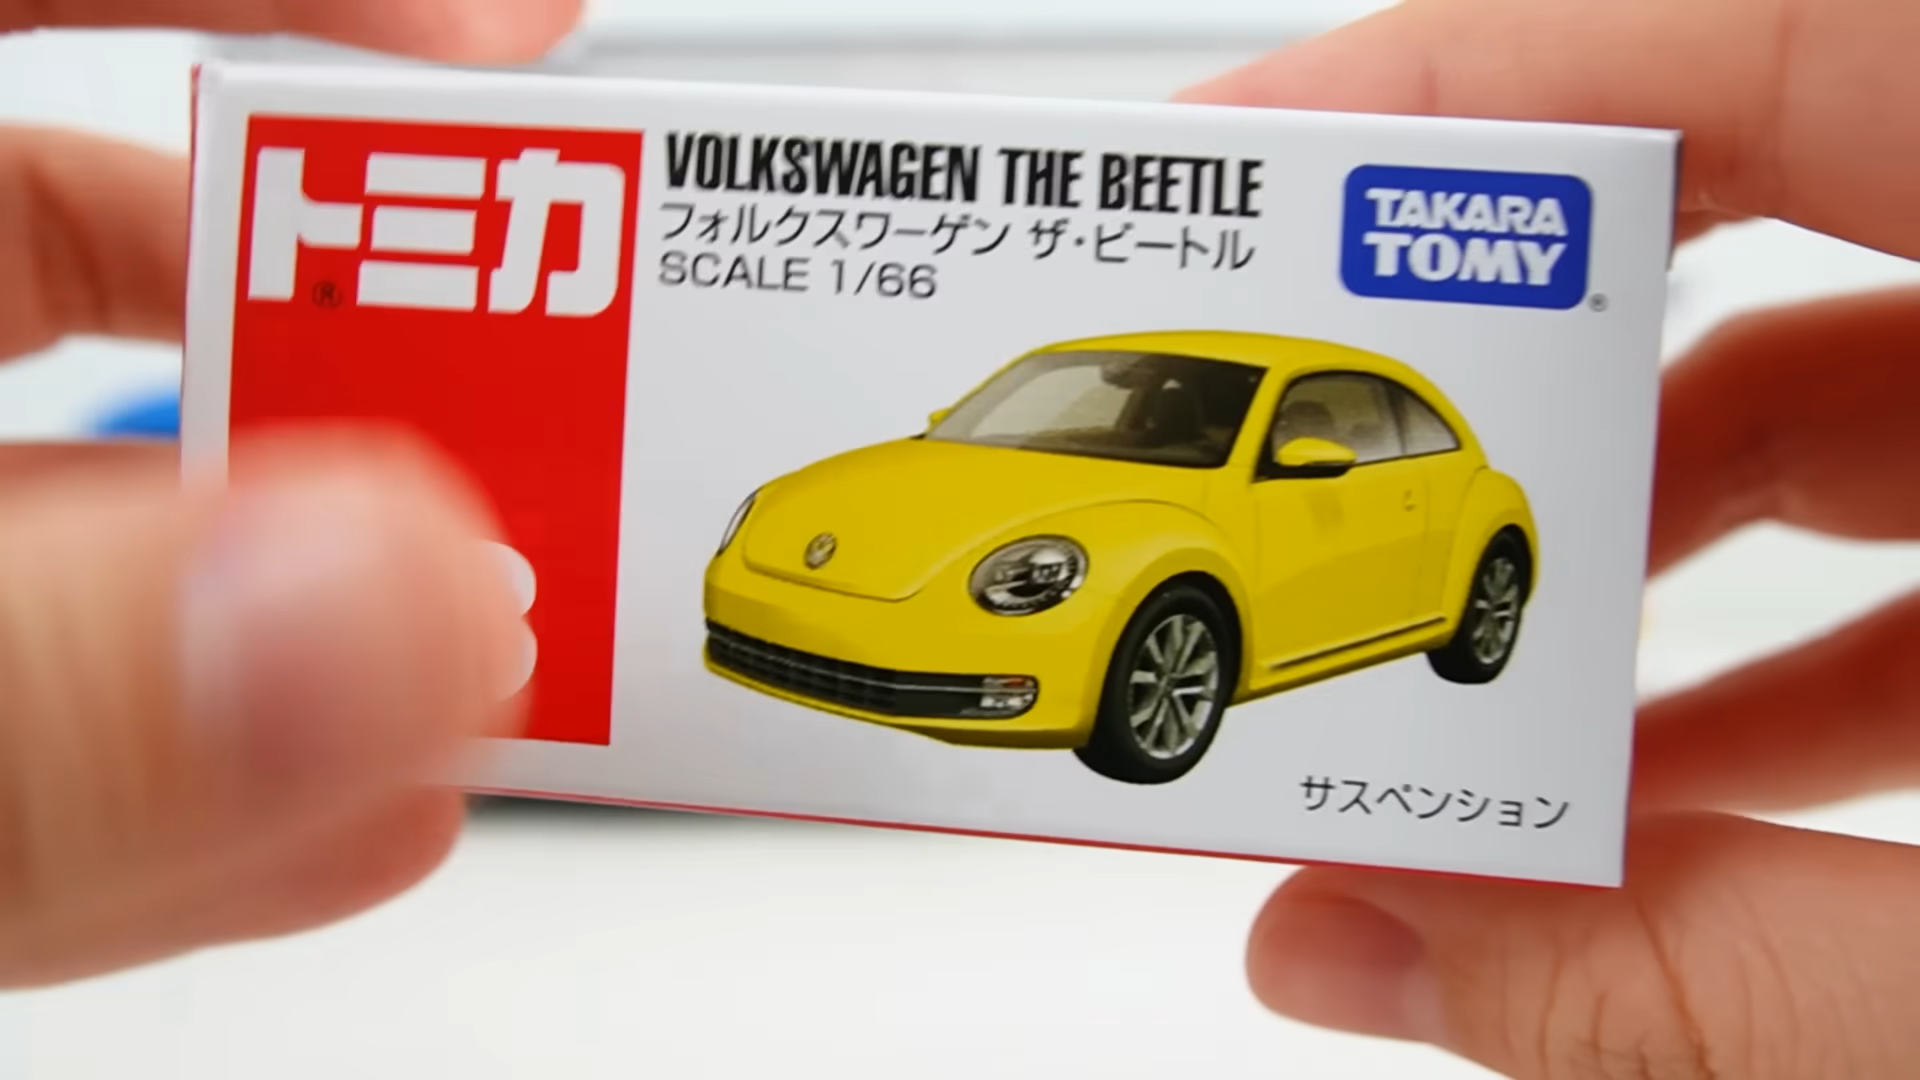 トミカ
®
VOLKSWAGEN THE BEETLE
フォルクスワーゲン ザ・ビートル
SCALE 1/66
TAKARA
TOMY
®
サスペンション